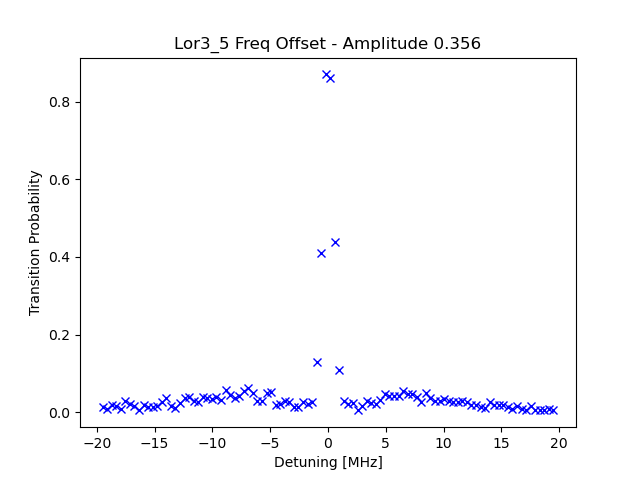 Lor3_5 Freq Offset - Amplitude 0.356
Transition Probability
0.8
0.6
0.4
0.2
0.0
−20 −15 −10 −5 0 5 10 15 20
Detuning [MHz]